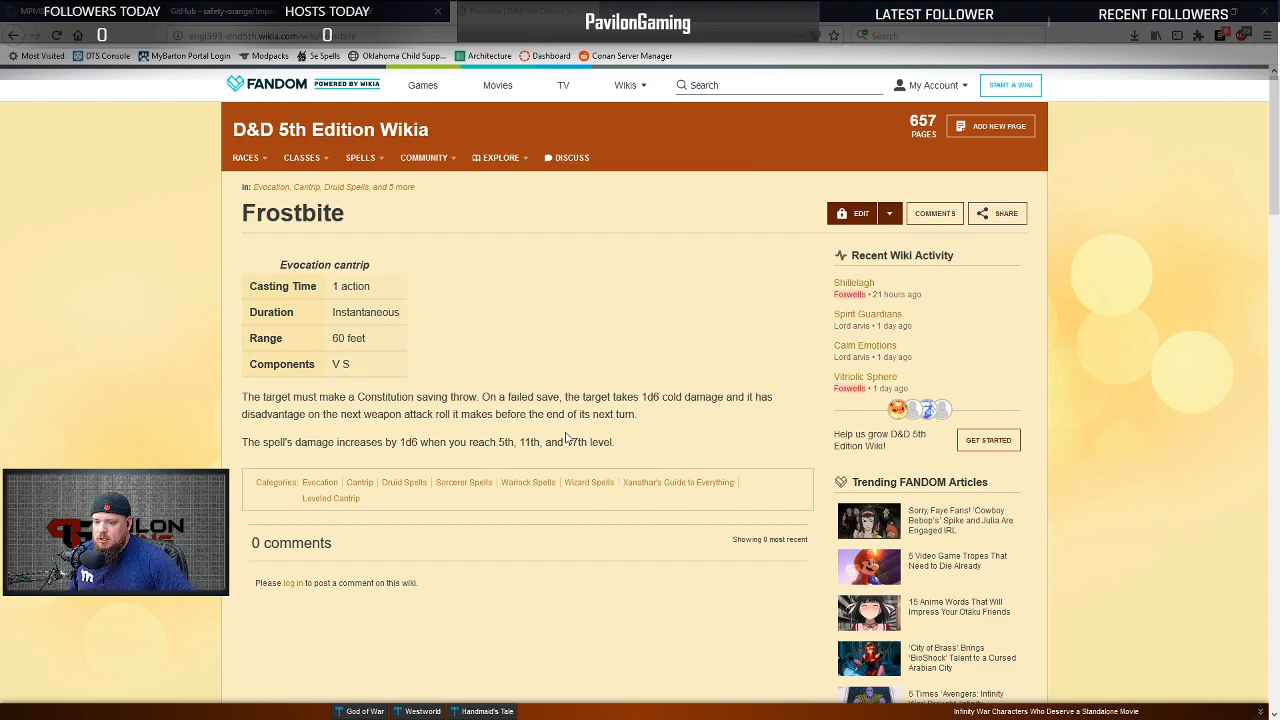 FOLLOWERS TODAY
0
HOSTS TODAY
0
PavilonGaming
LATEST FOLLOWER
RECENT FOLLOWERS
engl393-dnd5th.wikia.com/wiki/Frostbite
Search
Most Visited
DTS Console
MyBarton Portal Login
Modpacks
5e Spells
Oklahoma Child Supp...
Architecture
Dashboard
Conan Server Manager
FANDOM
POWERED BY WIKIA
Games
Movies
TV
Wikis
Search
My Account
START A WIKI
D&D 5th Edition Wikia
657
PAGES
ADD NEW PAGE
RACES
CLASSES
SPELLS
COMMUNITY
EXPLORE
DISCUSS
in: Evocation, Cantrip, Druid Spells, and 5 more
Frostbite
EDIT
COMMENTS
SHARE
Evocation cantrip
Casting Time 1 action
Duration Instantaneous
Range 60 feet
Components V S
The target must make a Constitution saving throw. On a failed save, the target takes 1d6 cold damage and it has
disadvantage on the next weapon attack roll it makes before the end of its next turn.
The spell's damage increases by 1d6 when you reach 5th, 11th, and 17th level.
Categories: Evocation Cantrip Druid Spells Sorcerer Spells Warlock Spells Wizard Spells Xanathar's Guide to Everything
Leveled Cantrip
0 comments
Showing 0 most recent
Please log in to post a comment on this wiki.
Recent Wiki Activity
Shillelagh
Foxwells • 21 hours ago
Spirit Guardians
Lord arvis • 1 day ago
Calm Emotions
Lord arvis • 1 day ago
Vitriolic Sphere
Foxwells • 1 day ago
Help us grow D&D 5th
Edition Wiki!
GET STARTED
Trending FANDOM Articles
Sorry, Faye Fans! 'Cowboy
Bebop's' Spike and Julia Are
Engaged IRL
5 Video Game Tropes That
Need to Die Already
15 Anime Words That Will
Impress Your Otaku Friends
'City of Brass' Brings
'BioShock' Talent to a Cursed
Arabian City
5 Times 'Avengers: Infinity
God of War
Westworld
Handmaid's Tale
Infinity War Characters Who Deserve a Standalone Movie